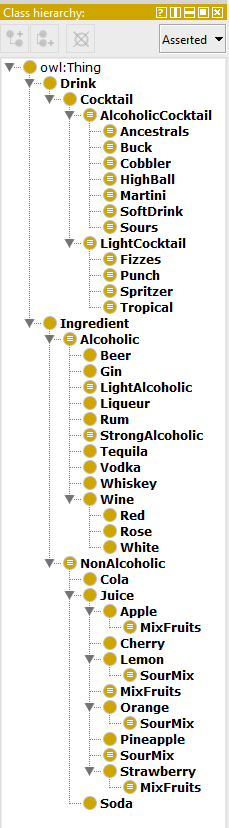 Class hierarchy:
Asserted
owl:Thing
Drink
Cocktail
AlcoholicCocktail
Ancestrals
Buck
Cobbler
HighBall
Martini
SoftDrink
Sours
LightCocktail
Fizzes
Punch
Spritzer
Tropical
Ingredient
Alcoholic
Beer
Gin
LightAlcoholic
Liqueur
Rum
StrongAlcoholic
Tequila
Vodka
Whiskey
Wine
Red
Rose
White
NonAlcoholic
Cola
Juice
Apple
MixFruits
Cherry
Lemon
SourMix
MixFruits
Orange
SourMix
Pineapple
SourMix
Strawberry
MixFruits
Soda